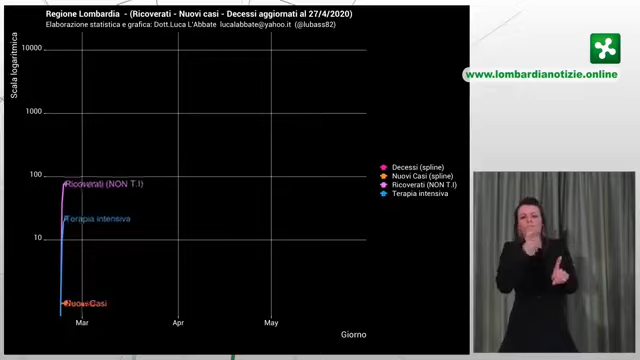 Regione Lombardia - (Ricoverati - Nuovi casi - Decessi aggiornati al 27/4/2020)
Elaborazione statistica e grafica: Dott.Luca L'Abbate lucalabbate@yahoo.it (@lubass82)
Scala logaritmica
10000
1000
100
10
Ricoverati (NON T.I)
Terapia intensiva
Nuovi Casi
Mar
Apr
May
Giorno
Decessi (spline)
Nuovi Casi (spline)
Ricoverati (NON T.I)
Terapia intensiva
www.lombardianotizie.online